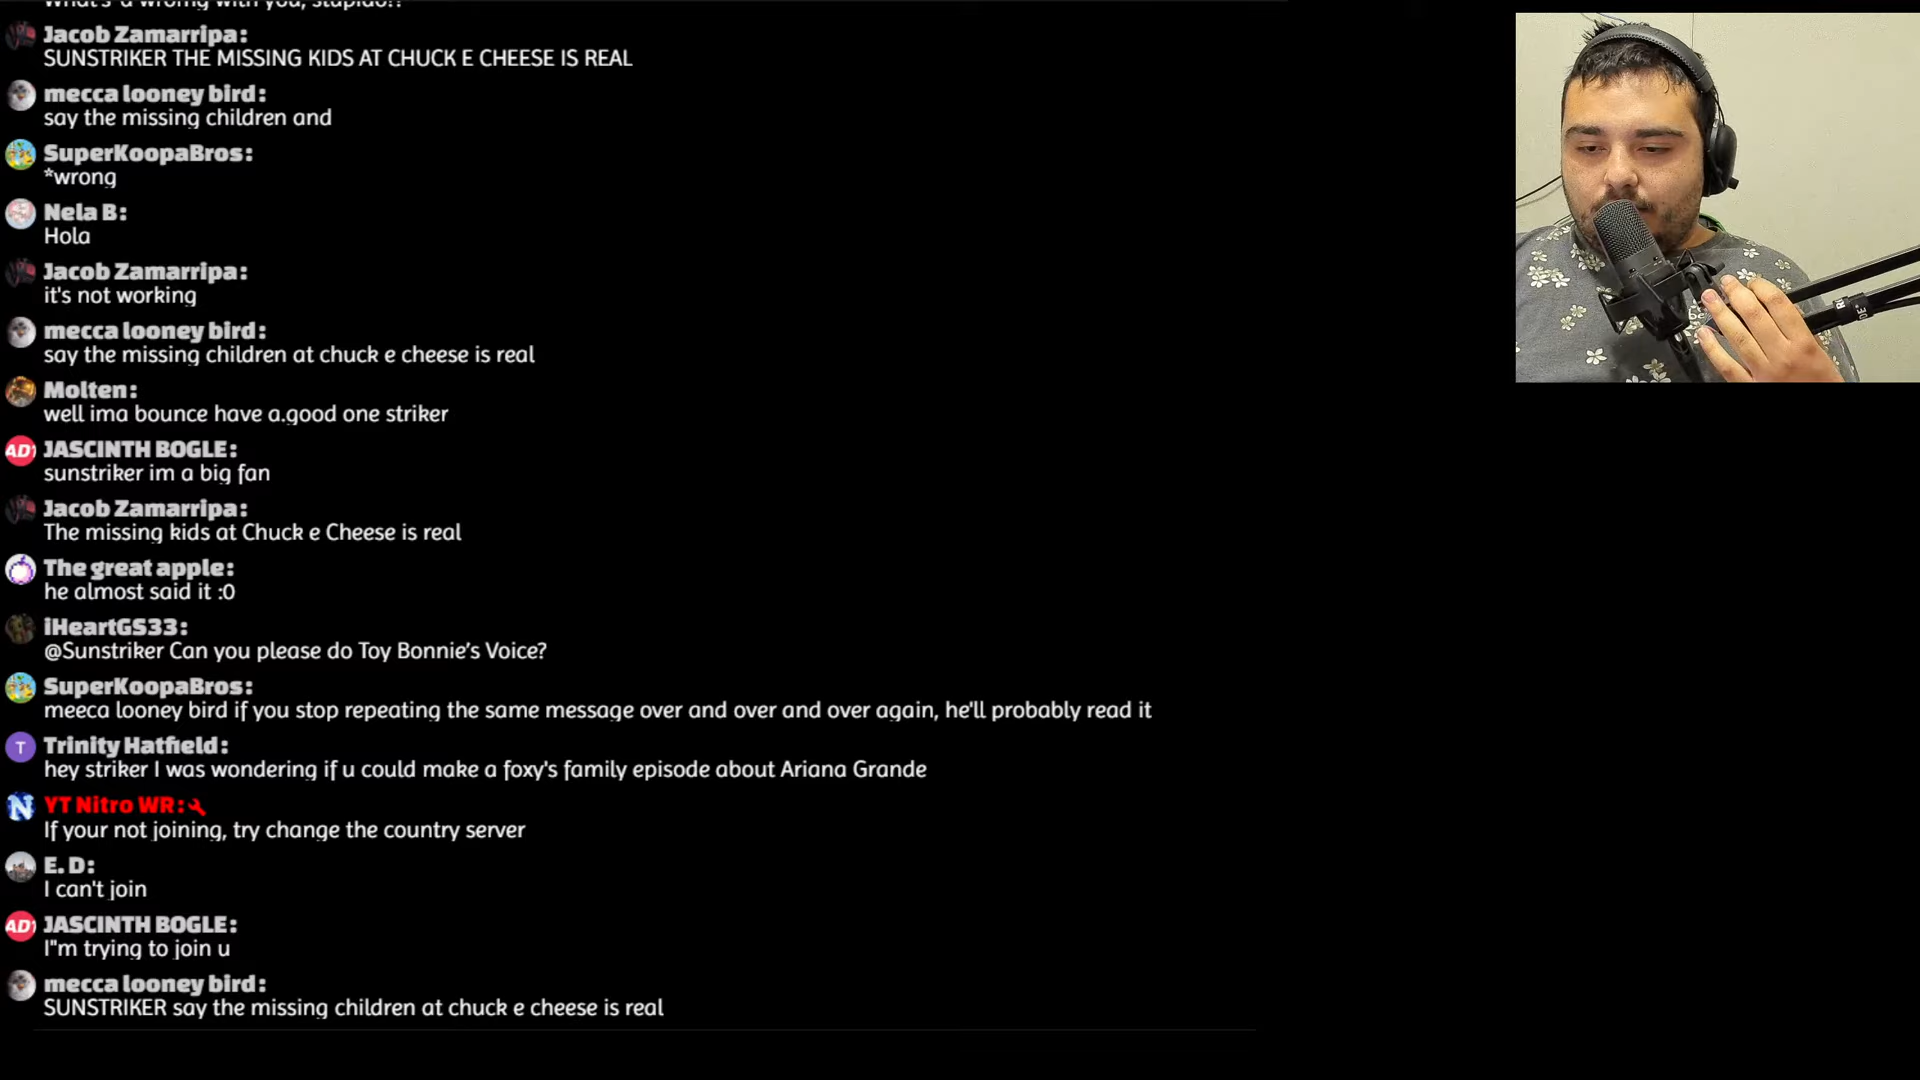 What's a wromg with you, stupido!!
Jacob Zamarripa:
SUNSTRIKER THE MISSING KIDS AT CHUCK E CHEESE IS REAL
mecca looney bird:
say the missing children and
SuperKoopaBros:
*wrong
Nela B:
Hola
Jacob Zamarripa:
it's not working
mecca looney bird:
say the missing children at chuck e cheese is real
Molten:
well ima bounce have a.good one striker
AD
JASCINTH BOGLE:
sunstriker im a big fan
Jacob Zamarripa:
The missing kids at Chuck e Cheese is real
The great apple:
he almost said it :0
iHeartGS33:
@Sunstriker Can you please do Toy Bonnie’s Voice?
SuperKoopaBros:
meeca looney bird if you stop repeating the same message over and over and over again, he'll probably read it
T
Trinity Hatfield:
hey striker I was wondering if u could make a foxy's family episode about Ariana Grande
N
YT Nitro WR:
If your not joining, try change the country server
E. D:
I can't join
AD
JASCINTH BOGLE:
I"m trying to join u
mecca looney bird:
SUNSTRIKER say the missing children at chuck e cheese is real